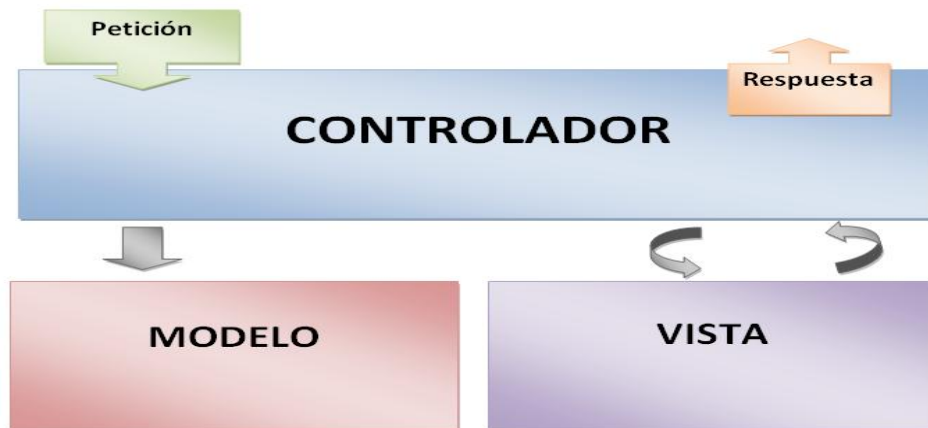 Petición
Respuesta
CONTROLADOR
MODELO
VISTA